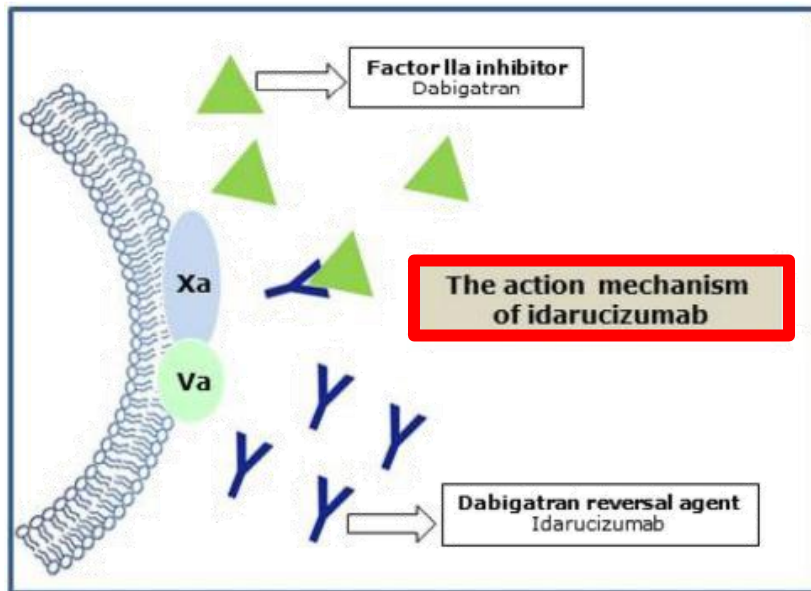 Factor IIa inhibitor
Dabigatran
Xa
The action mechanism
of idarucizumab
Va
Dabigatran reversal agent
Idarucizumab